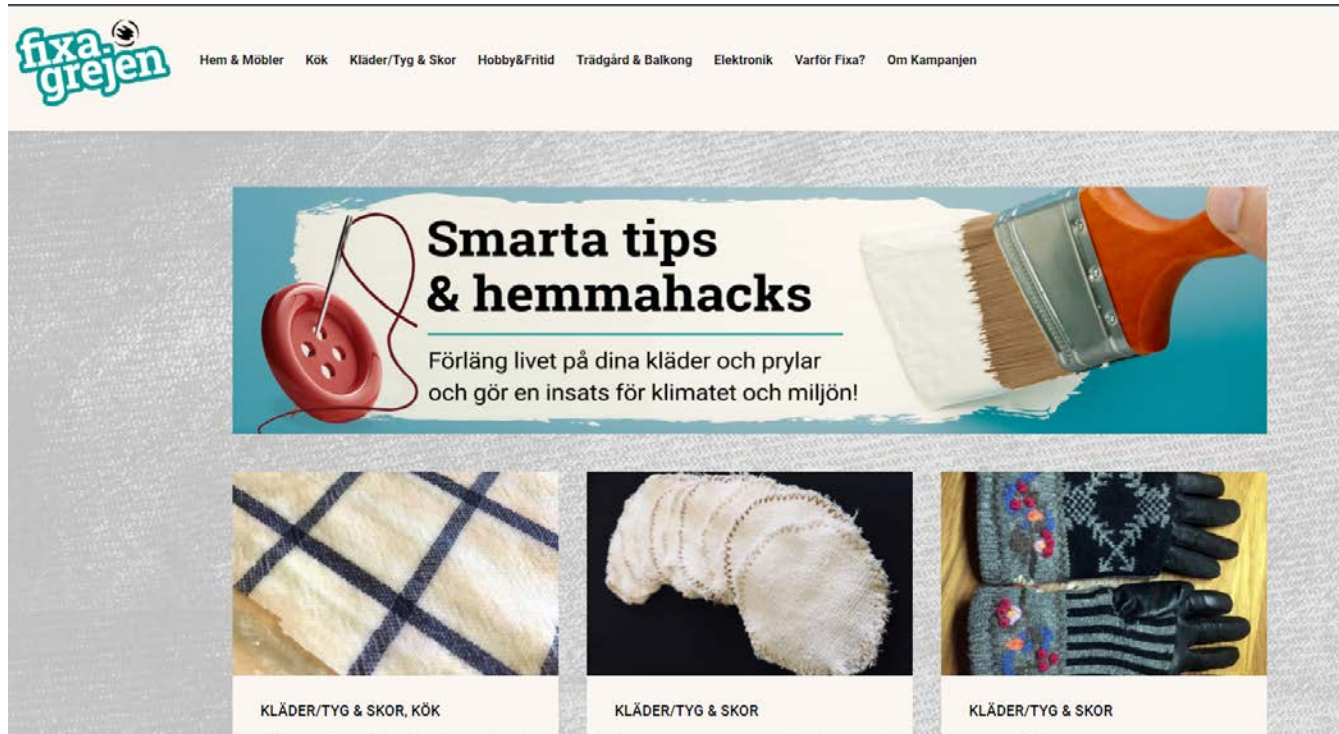 fixa
grejen
Hem & Möbler Kök Kläder/Tyg & Skor Hobby&Fritid Trädgård & Balkong Elektronik Varför Fixa? Om Kampanjen
Smarta tips
& hemmahacks
Förläng livet på dina kläder och prylar
och gör en insats för klimatet och miljön!
KLÄDER/TYG & SKOR, KÖK
KLÄDER/TYG & SKOR
KLÄDER/TYG & SKOR